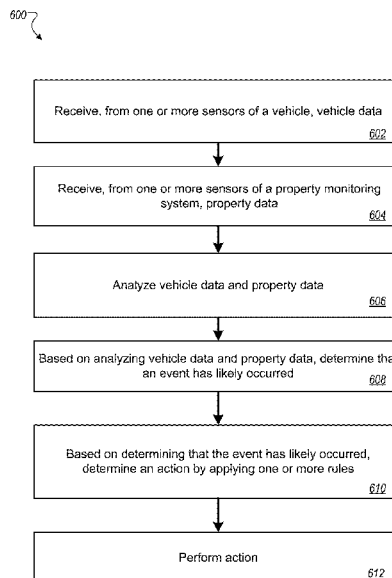 600
Receive, from one or more sensors of a vehicle, vehicle data
602
Receive, from one or more sensors of a property monitoring
system, property data
604
Analyze vehicle data and property data
606
Based on analyzing vehicle data and property data, determine tha
an event has likely occurred
608
Based on determining that the event has likely occurred,
determine an action by applying one or more rules
610
Perform action
612